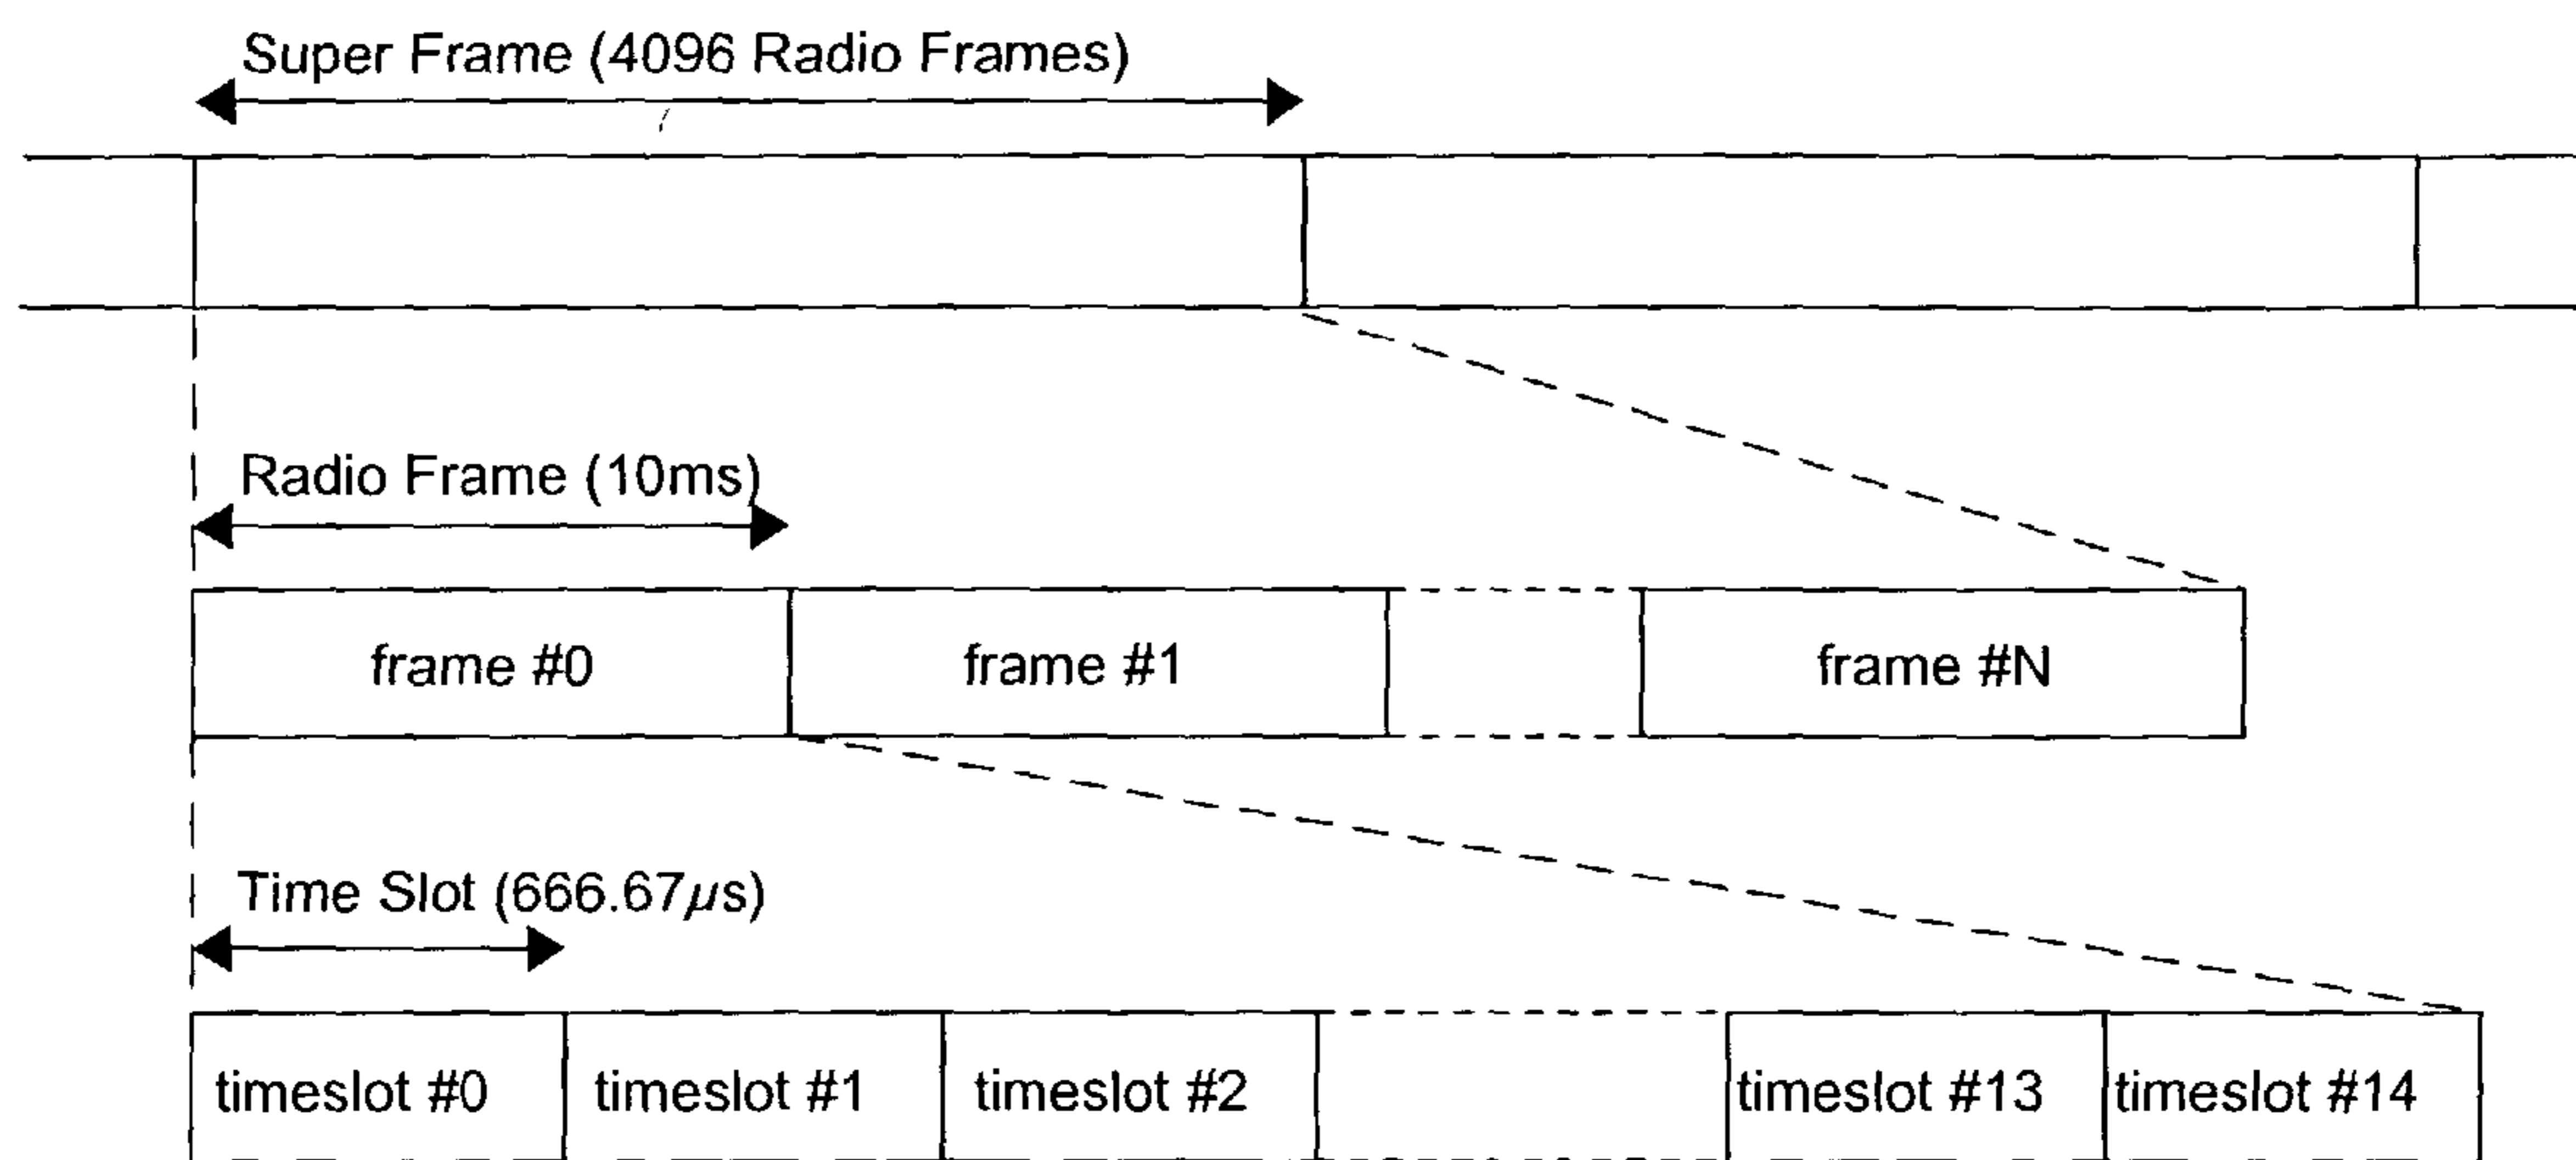 Super Frame (4096 Radio Frames)
Radio Frame (10ms)
frame #0 frame #1 frame #N
Time Slot (666.67μs)
timeslot #0 timeslot #1 timeslot #2 timeslot #13 timeslot #14